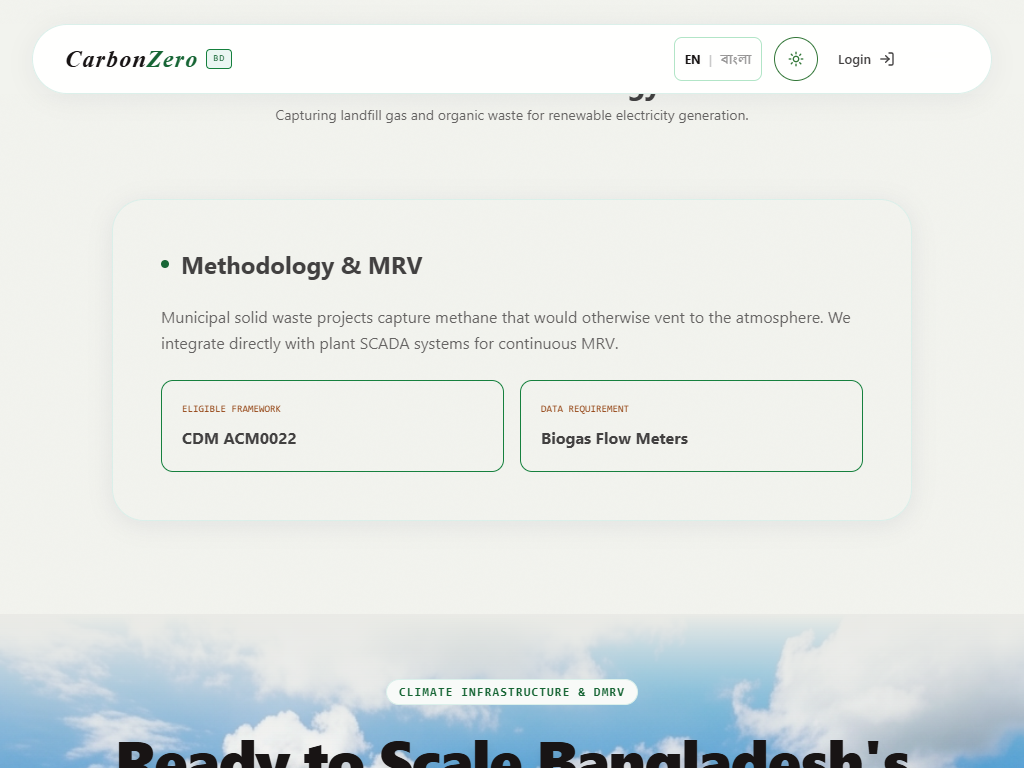 CarbonZero BD
EN | বাংলা
Login
Capturing landfill gas and organic waste for renewable electricity generation.
Methodology & MRV
Municipal solid waste projects capture methane that would otherwise vent to the atmosphere. We
integrate directly with plant SCADA systems for continuous MRV.
ELIGIBLE FRAMEWORK
CDM ACM0022
DATA REQUIREMENT
Biogas Flow Meters
CLIMATE INFRASTRUCTURE & DMRV
Ready to Scale Bangladesh's